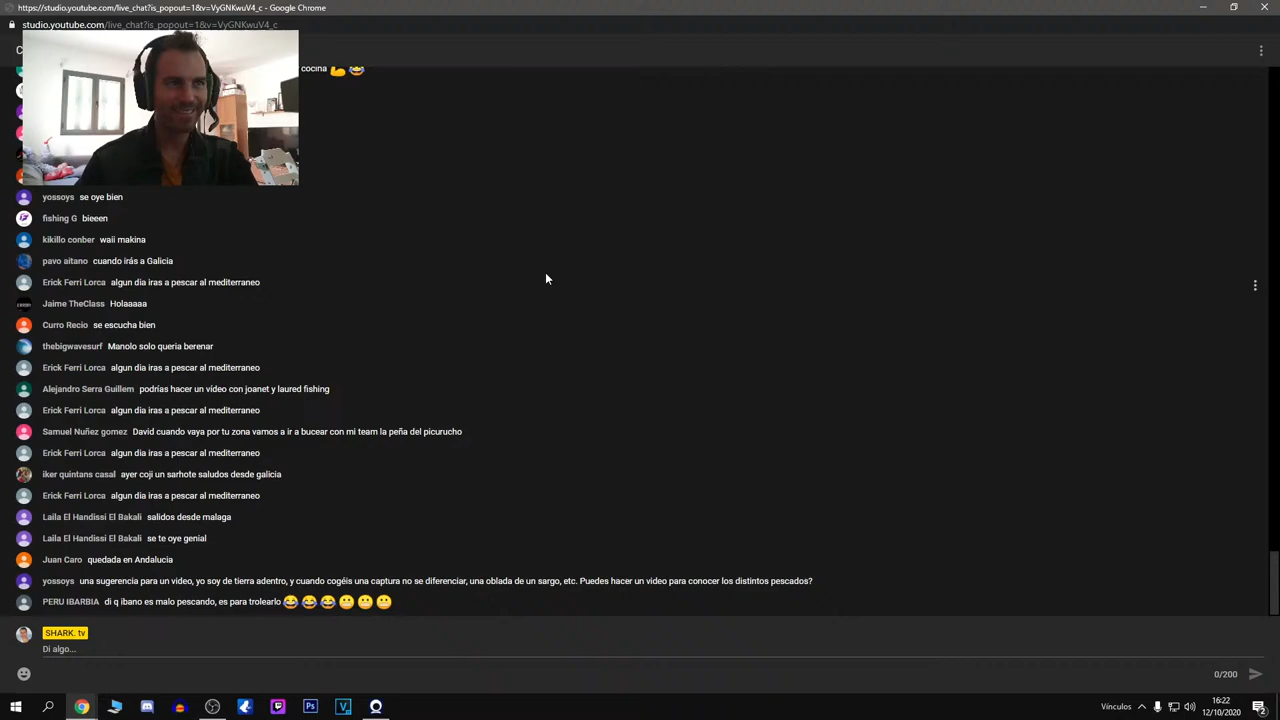 https://studio.youtube.com/live_chat?is_popout=1&v=VyGNKwuV4_c - Google Chrome
studio.youtube.com/live_chat?is_popout=1&v=VyGNKwuV4_c
C
cocina 💪 😂
yossoys se oye bien
fishing G bieeen
kikillo conber waii makina
pavo aitano cuando irás a Galicia
Erick Ferri Lorca algun dia iras a pescar al mediterraneo
Jaime TheClass Holaaaaa
Curro Recio se escucha bien
thebigwavesurf Manolo solo queria berenar
Erick Ferri Lorca algun dia iras a pescar al mediterraneo
Alejandro Serra Guillem podrías hacer un vídeo con joanet y laured fishing
Erick Ferri Lorca algun dia iras a pescar al mediterraneo
Samuel Nuñez gomez David cuando vaya por tu zona vamos a ir a bucear con mi team la peña del picurucho
Erick Ferri Lorca algun dia iras a pescar al mediterraneo
iker quintans casal ayer coji un sarhote saludos desde galicia
Erick Ferri Lorca algun dia iras a pescar al mediterraneo
Laila El Handissi El Bakali salidos desde malaga
Laila El Handissi El Bakali se te oye genial
Juan Caro quedada en Andalucia
yossoys una sugerencia para un video, yo soy de tierra adentro, y cuando cogéis una captura no se diferenciar, una oblada de un sargo, etc. Puedes hacer un video para conocer los distintos pescados?
PERU IBARBIA di q ibano es malo pescando, es para trolearlo 😂 😂 😂 😬 😬 😬
SHARK. tv
Di algo...
0/200
Vínculos
16:22
12/10/2020
2